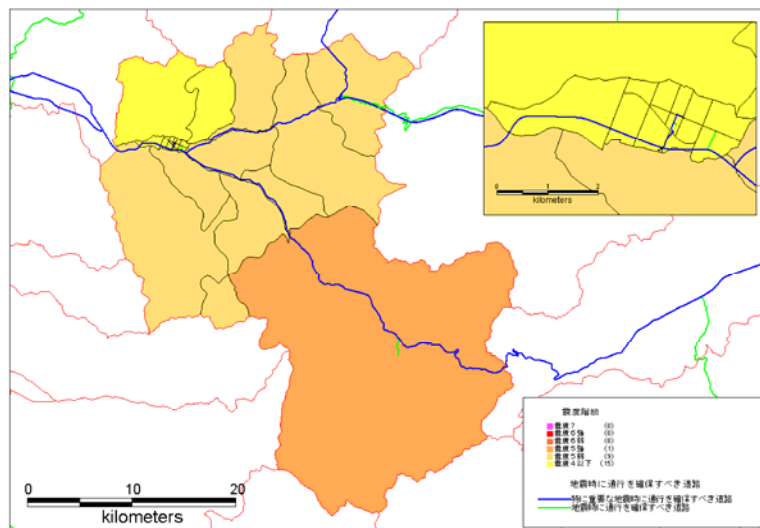 0 1 2
kilometers
震度階級
震度7 (0)
震度6強 (0)
震度6弱 (0)
震度5強 (1)
震度5弱 (9)
震度4以下 (15)
地震時に通行を確保すべき道路
特に重要な地震時に通行を確保すべき道路
地震時に通行を確保すべき道路
0 10 20
kilometers